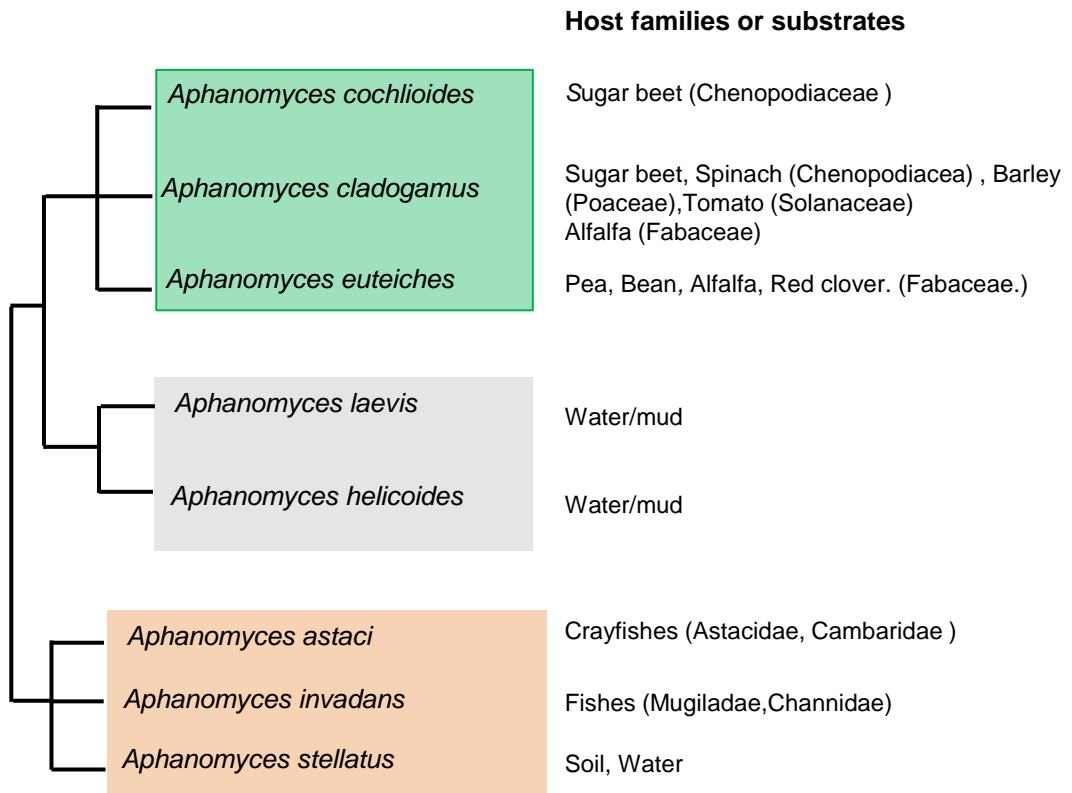 Host families or substrates
Aphanomyces cochlioides
Sugar beet (Chenopodiaceae )
Aphanomyces cladogamus
Sugar beet, Spinach (Chenopodiacea) , Barley
(Poaceae),Tomato (Solanaceae)
Alfalfa (Fabaceae)
Aphanomyces euteiches
Pea, Bean, Alfalfa, Red clover. (Fabaceae.)
Aphanomyces laevis
Water/mud
Aphanomyces helicoides
Water/mud
Aphanomyces astaci
Crayfishes (Astacidae, Cambaridae )
Aphanomyces invadans
Fishes (Mugiladae,Channidae)
Aphanomyces stellatus
Soil, Water